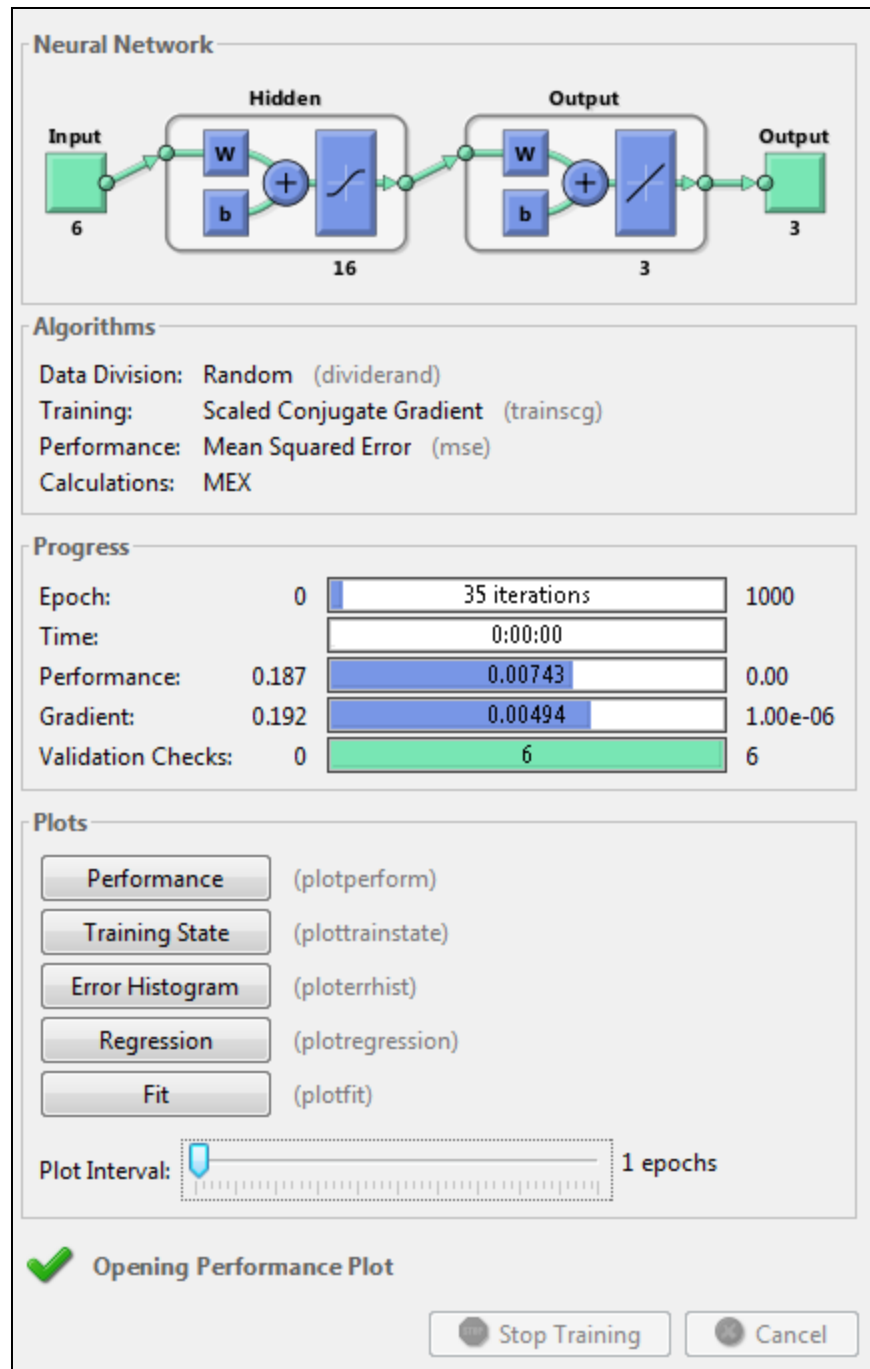 Neural Network
Hidden
Output
Input
Output
W
W
b
b
6
3
16
3
Algorithms
Data Division: Random (dividerand)
Training: Scaled Conjugate Gradient (trainscg)
Performance: Mean Squared Error (mse)
Calculations: MEX
Progress
Epoch: 0 35 iterations 1000
Time: 0:00:00
Performance: 0.187 0.00743 0.00
Gradient: 0.192 0.00494 1.00e-06
Validation Checks: 0 6 6
Plots
Performance (plotperform)
Training State (plottrainstate)
Error Histogram (ploterrhist)
Regression (plotregression)
Fit (plotfit)
Plot Interval: 1 epochs
Opening Performance Plot
Stop Training Cancel